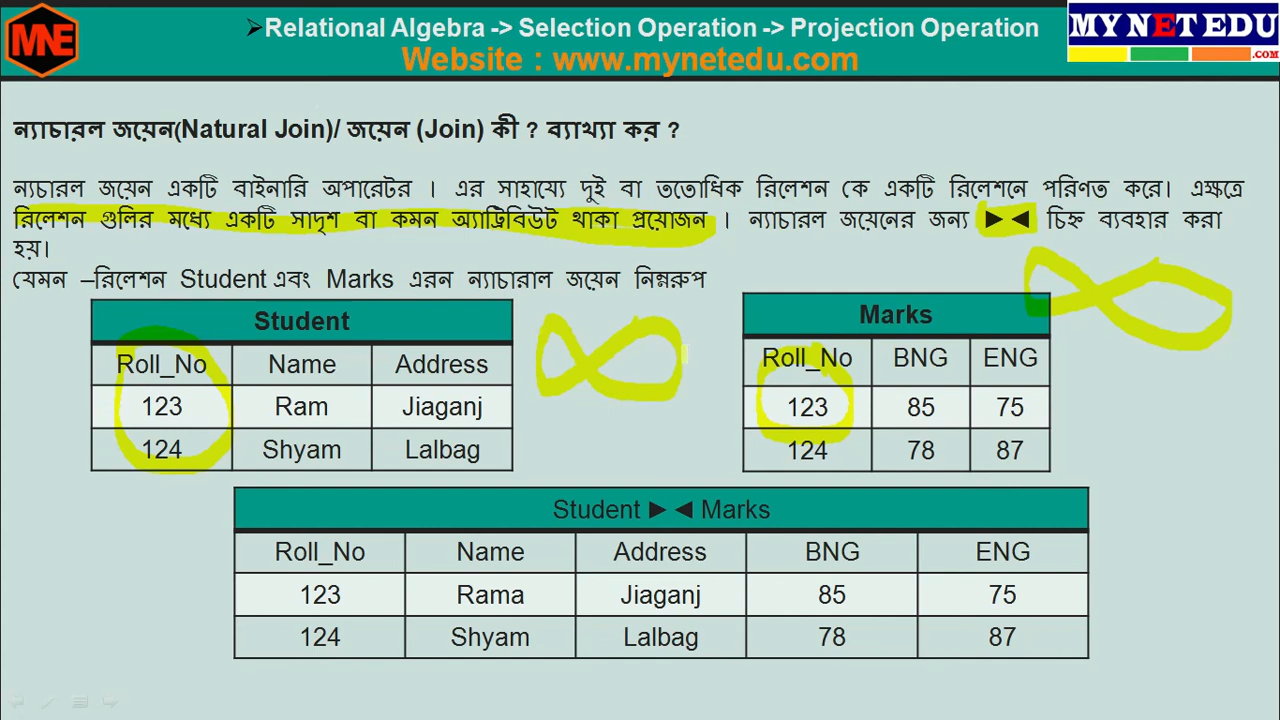 MNE
➢Relational Algebra -> Selection Operation -> Projection Operation
Website : www.mynetedu.com
MY NET EDU
.COM
ন্যাচারল জয়েন(Natural Join)/ জয়েন (Join) কী ? ব্যাখ্যা কর ?
ন্যচারল জয়েন একটি বাইনারি অপারেটর । এর সাহায্যে দুই বা ততোধিক রিলেশন কে একটি রিলেশনে পরিণত করে। এক্ষত্রে
রিলেশন গুলির মধ্যে একটি সাদৃশ বা কমন অ্যাট্রিবিউট থাকা প্রয়োজন । ন্যাচারল জয়েনের জন্য ►◄ চিহ্ন ব্যবহার করা
হয়।
যেমন –রিলেশন Student এবং Marks এরন ন্যাচারাল জয়েন নিম্নরুপ
Student
Roll_No Name Address
123 Ram Jiaganj
124 Shyam Lalbag
Marks
Roll_No BNG ENG
123 85 75
124 78 87
Student ►◄ Marks
Roll_No Name Address BNG ENG
123 Rama Jiaganj 85 75
124 Shyam Lalbag 78 87